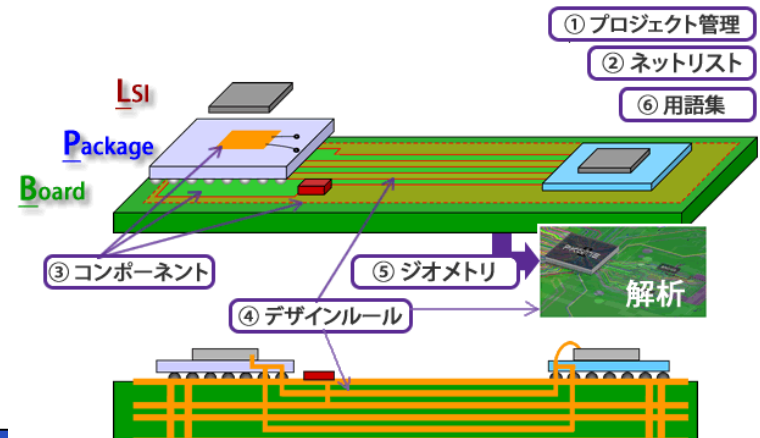 ① プロジェクト管理
② ネットリスト
⑥ 用語集
LSI
Package
Board
③ コンポーネント
⑤ ジオメトリ
解析
④ デザインルール